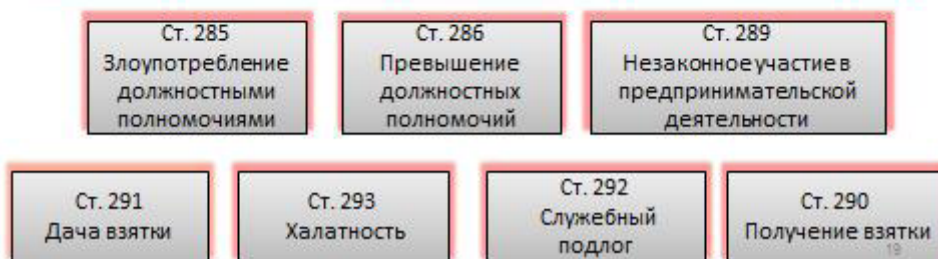 Ст. 285
Злоупотребление
должностными
полномочиями
Ст. 286
Превышение
должностных
полномочий
Ст. 289
Незаконное участие в
предпринимательской
деятельности
Ст. 291
Дача взятки
Ст. 293
Халатность
Ст. 292
Служебный
подлог
Ст. 290
Получение взятки
19